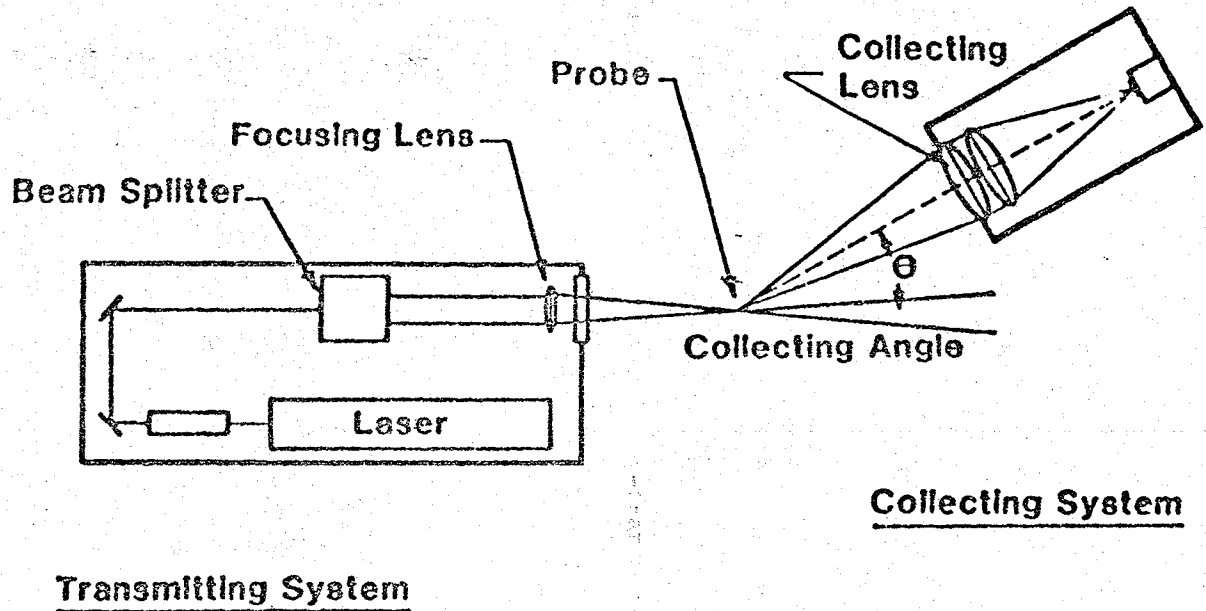 Collecting
Lens
Probe
Focusing Lens
Beam Splitter
θ
Collecting Angle
Laser
Collecting System
Transmitting System